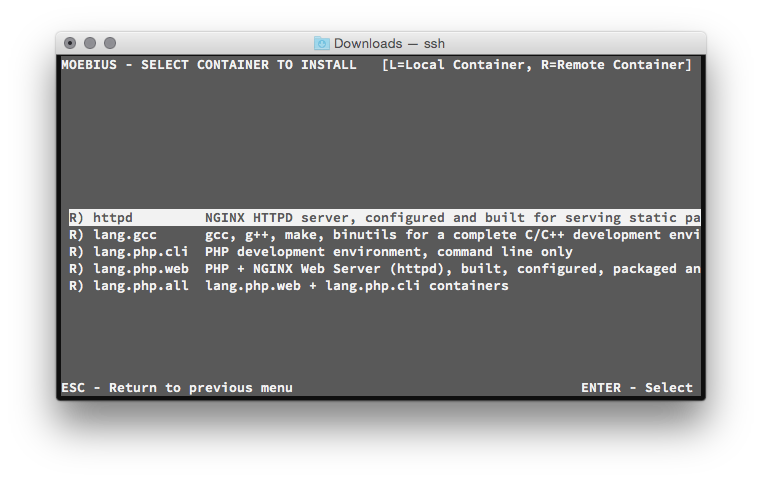 Downloads — ssh
MOEBIUS - SELECT CONTAINER TO INSTALL [L=Local Container, R=Remote Container]
R) httpd NGINX HTTPD server, configured and built for serving static pa
R) lang.gcc gcc, g++, make, binutils for a complete C/C++ development envi
R) lang.php.cli PHP development environment, command line only
R) lang.php.web PHP + NGINX Web Server (httpd), built, configured, packaged an
R) lang.php.all lang.php.web + lang.php.cli containers
ESC - Return to previous menu ENTER - Select